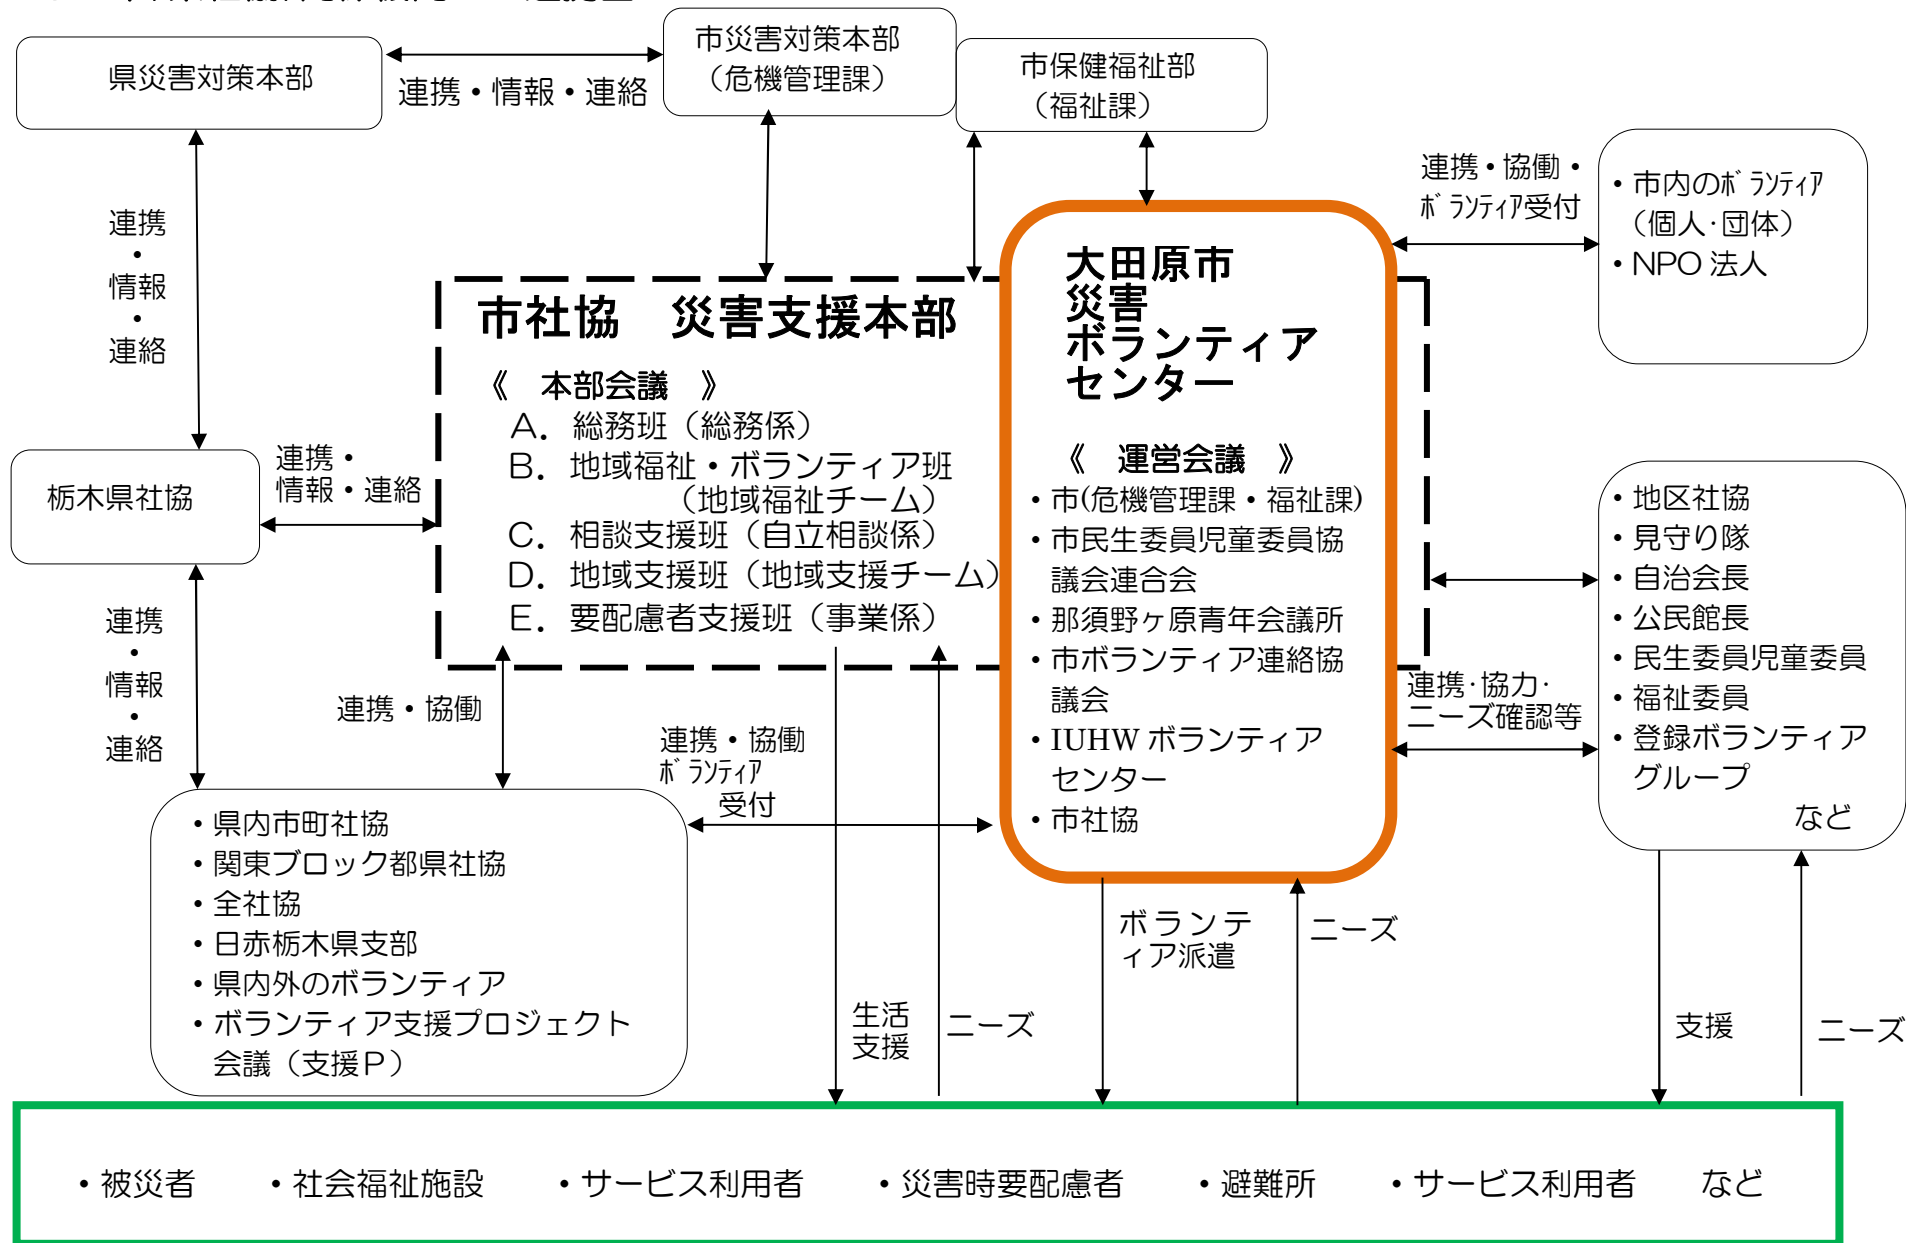 県災害対策本部
連携・情報・連絡
市災害対策本部
（危機管理課）
市保健福祉部
（福祉課）
連携
・
情報
・
連絡
連携・協働・
ﾎﾞﾗﾝﾃｨｱ受付
・市内のﾎﾞﾗﾝﾃｨｱ
（個人・団体）
・NPO 法人
市社協　災害支援本部
《　本部会議　》
A．総務班（総務係）
B．地域福祉・ボランティア班
（地域福祉チーム）
C．相談支援班（自立相談係）
D．地域支援班（地域支援チーム）
E．要配慮者支援班（事業係）
大田原市
災害
ボランティア
センター
《　運営会議　》
・市(危機管理課・福祉課)
・市民生委員児童委員協
議会連合会
・那須野ヶ原青年会議所
・市ボランティア連絡協
議会
・IUHW ボランティア
センター
・市社協
栃木県社協
連携・
情報・連絡
連携
・
情報
・
連絡
連携・協働
連携・協働
ﾎﾞﾗﾝﾃｨｱ
受付
・地区社協
・見守り隊
・自治会長
・公民館長
・民生委員児童委員
・福祉委員
・登録ボランティア
グループ
など
連携・協力・
ニーズ確認等
・県内市町社協
・関東ブロック都県社協
・全社協
・日赤栃木県支部
・県内外のボランティア
・ボランティア支援プロジェクト
会議（支援Ｐ）
生活
支援
ニーズ
ボランテ
ィア派遣
ニーズ
支援
ニーズ
・被災者　・社会福祉施設　・サービス利用者　・災害時要配慮者　・避難所　・サービス利用者　など